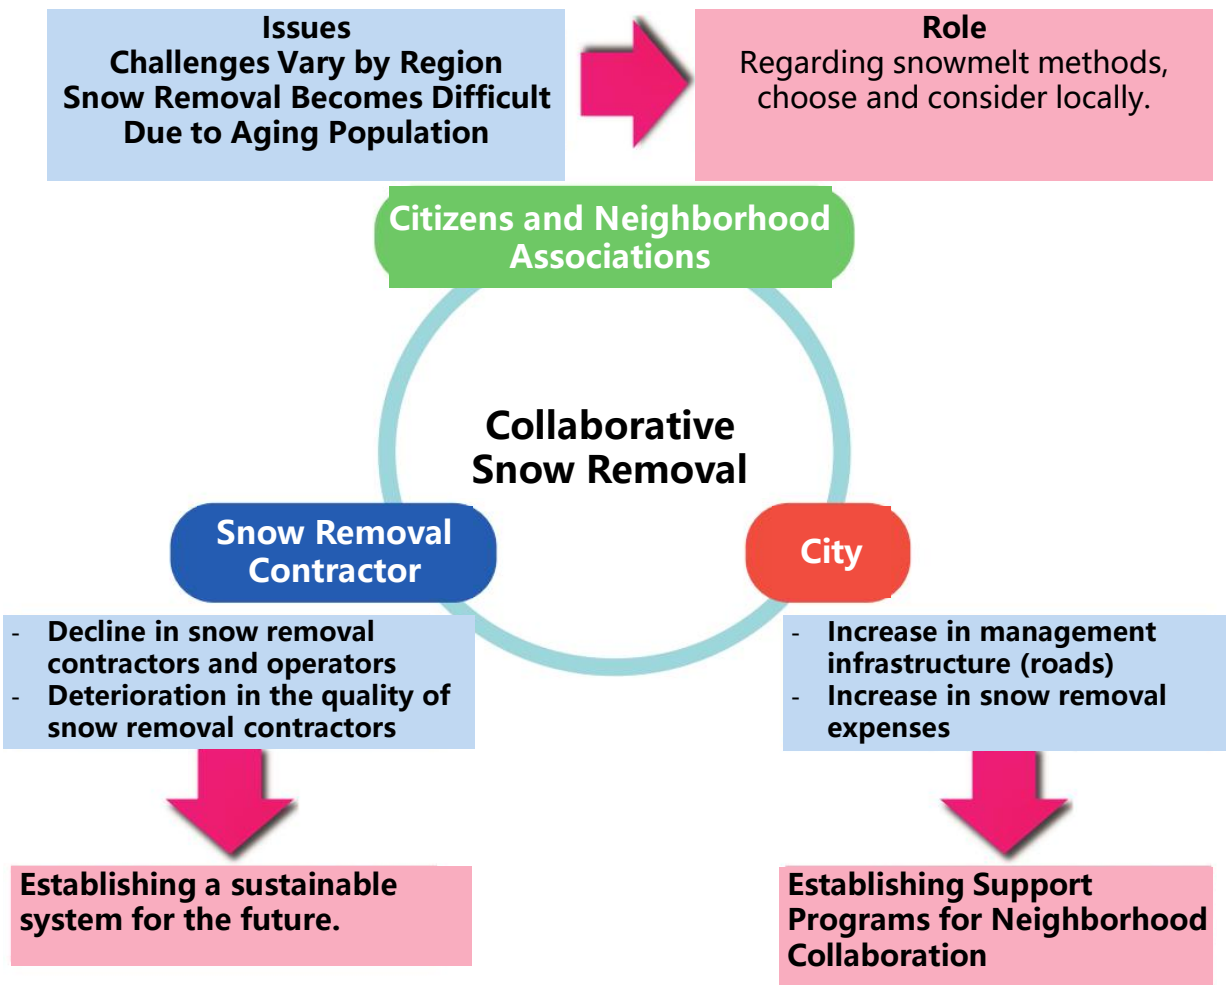 Issues
Challenges Vary by Region
Snow Removal Becomes Difficult
Due to Aging Population
Role
Regarding snowmelt methods,
choose and consider locally.
Citizens and Neighborhood
Associations
Collaborative
Snow Removal
Snow Removal
Contractor
City
- Decline in snow removal
contractors and operators
- Deterioration in the quality of
snow removal contractors
- Increase in management
infrastructure (roads)
- Increase in snow removal
expenses
Establishing a sustainable
system for the future.
Establishing Support
Programs for Neighborhood
Collaboration